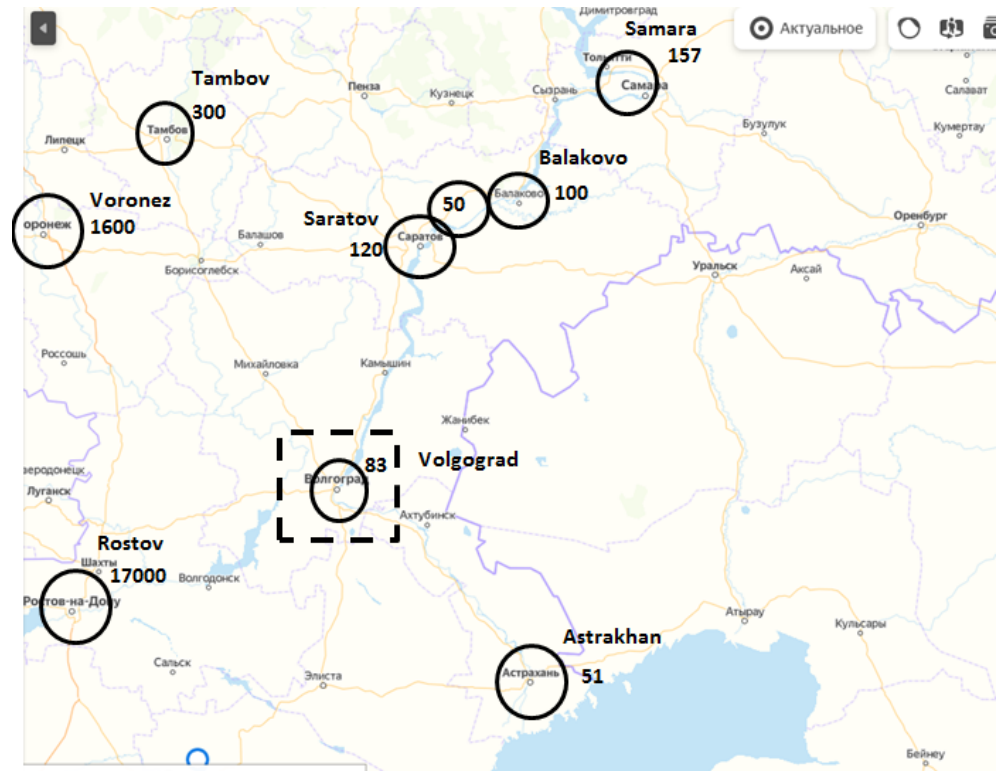 Димитровград
Samara
157
Актуальное
Тольятти
Самара
Tambov
300
Пенза
Кузнецк
Сызрань
Салават
Тамбов
Липецк
Бузулук
Кумертау
Balakovo
100
Voronez
1600
Saratov
120
50
Балаково
оронеж
Балашов
Саратов
Оренбург
Борисоглебск
Уральск
Аксай
Россошь
Михайловка
Камышин
Жанибек
Volgograd
83
Волгоград
веродонецк
Луганск
Ахтубинск
Rostov
17000
Шахты
Волгодонск
Ростов-на-Дону
Атырау
Кульсары
Astrakhan
51
Сальск
Элиста
Астрахань
Бейнеу